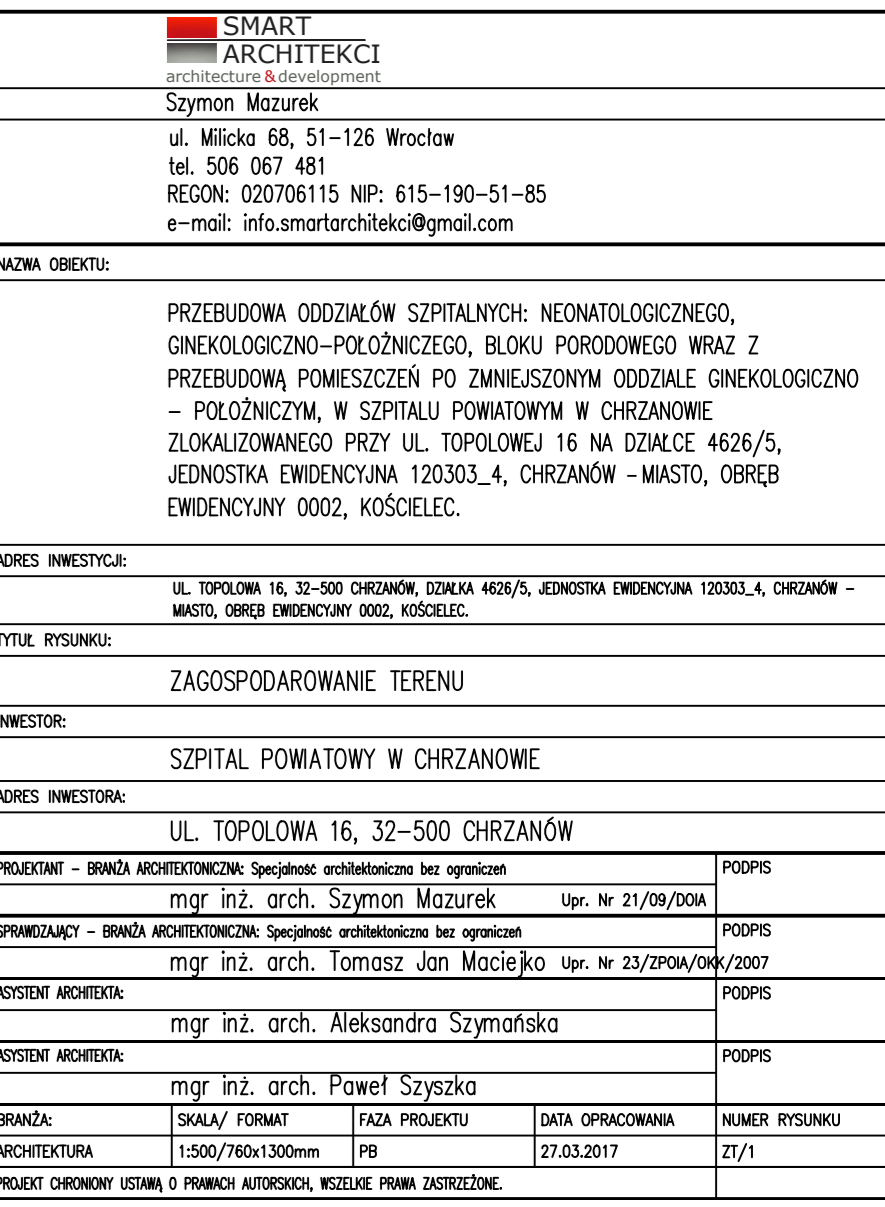 SMART
ARCHITEKCI
architecture & development
Szymon Mazurek
ul. Milicka 68, 51-126 Wrocław
tel. 506 067 481
REGON: 020706115 NIP: 615-190-51-85
e-mail: info.smartarchitekci@gmail.com
NAZWA OBIEKTU:
PRZEBUDOWA ODDZIAŁÓW SZPITALNYCH: NEONATOLOGICZNEGO,
GINEKOLOGICZNO-POŁOŻNICZEGO, BLOKU PORODOWEGO WRAZ Z
PRZEBUDOWĄ POMIESZCZEŃ PO ZMNIEJSZONYM ODDZIALE GINEKOLOGICZNO
- POŁOŻNICZYM, W SZPITALU POWIATOWYM W CHRZANOWIE
ZLOKALIZOWANEGO PRZY UL. TOPOLOWEJ 16 NA DZIAŁCE 4626/5,
JEDNOSTKA EWIDENCYJNA 120303_4, CHRZANÓW - MIASTO, OBRĘB
EWIDENCYJNY 0002, KOŚCIELEC.
ADRES INWESTYCJI:
UL. TOPOLOWA 16, 32-500 CHRZANÓW, DZIAŁKA 4626/5, JEDNOSTKA EWIDENCYJNA 120303_4, CHRZANÓW -
MIASTO, OBRĘB EWIDENCYJNY 0002, KOŚCIELEC.
TYTUŁ RYSUNKU:
ZAGOSPODAROWANIE TERENU
INWESTOR:
SZPITAL POWIATOWY W CHRZANOWIE
ADRES INWESTORA:
UL. TOPOLOWA 16, 32-500 CHRZANÓW
PROJEKTANT - BRANŻA ARCHITEKTONICZNA: Specjalność architektoniczna bez ograniczeń PODPIS
mgr inż. arch. Szymon Mazurek Upr. Nr 21/09/DOIA
SPRAWDZAJĄCY - BRANŻA ARCHITEKTONICZNA: Specjalność architektoniczna bez ograniczeń PODPIS
mgr inż. arch. Tomasz Jan Maciejko Upr. Nr 23/ZPOIA/OKK/2007
ASYSTENT ARCHITEKTA: PODPIS
mgr inż. arch. Aleksandra Szymańska
ASYSTENT ARCHITEKTA: PODPIS
mgr inż. arch. Paweł Szyszka
BRANŻA: SKALA/ FORMAT FAZA PROJEKTU DATA OPRACOWANIA NUMER RYSUNKU
ARCHITEKTURA 1:500/760x1300mm PB 27.03.2017 ZT/1
PROJEKT CHRONIONY USTAWĄ O PRAWACH AUTORSKICH, WSZELKIE PRAWA ZASTRZEŻONE.